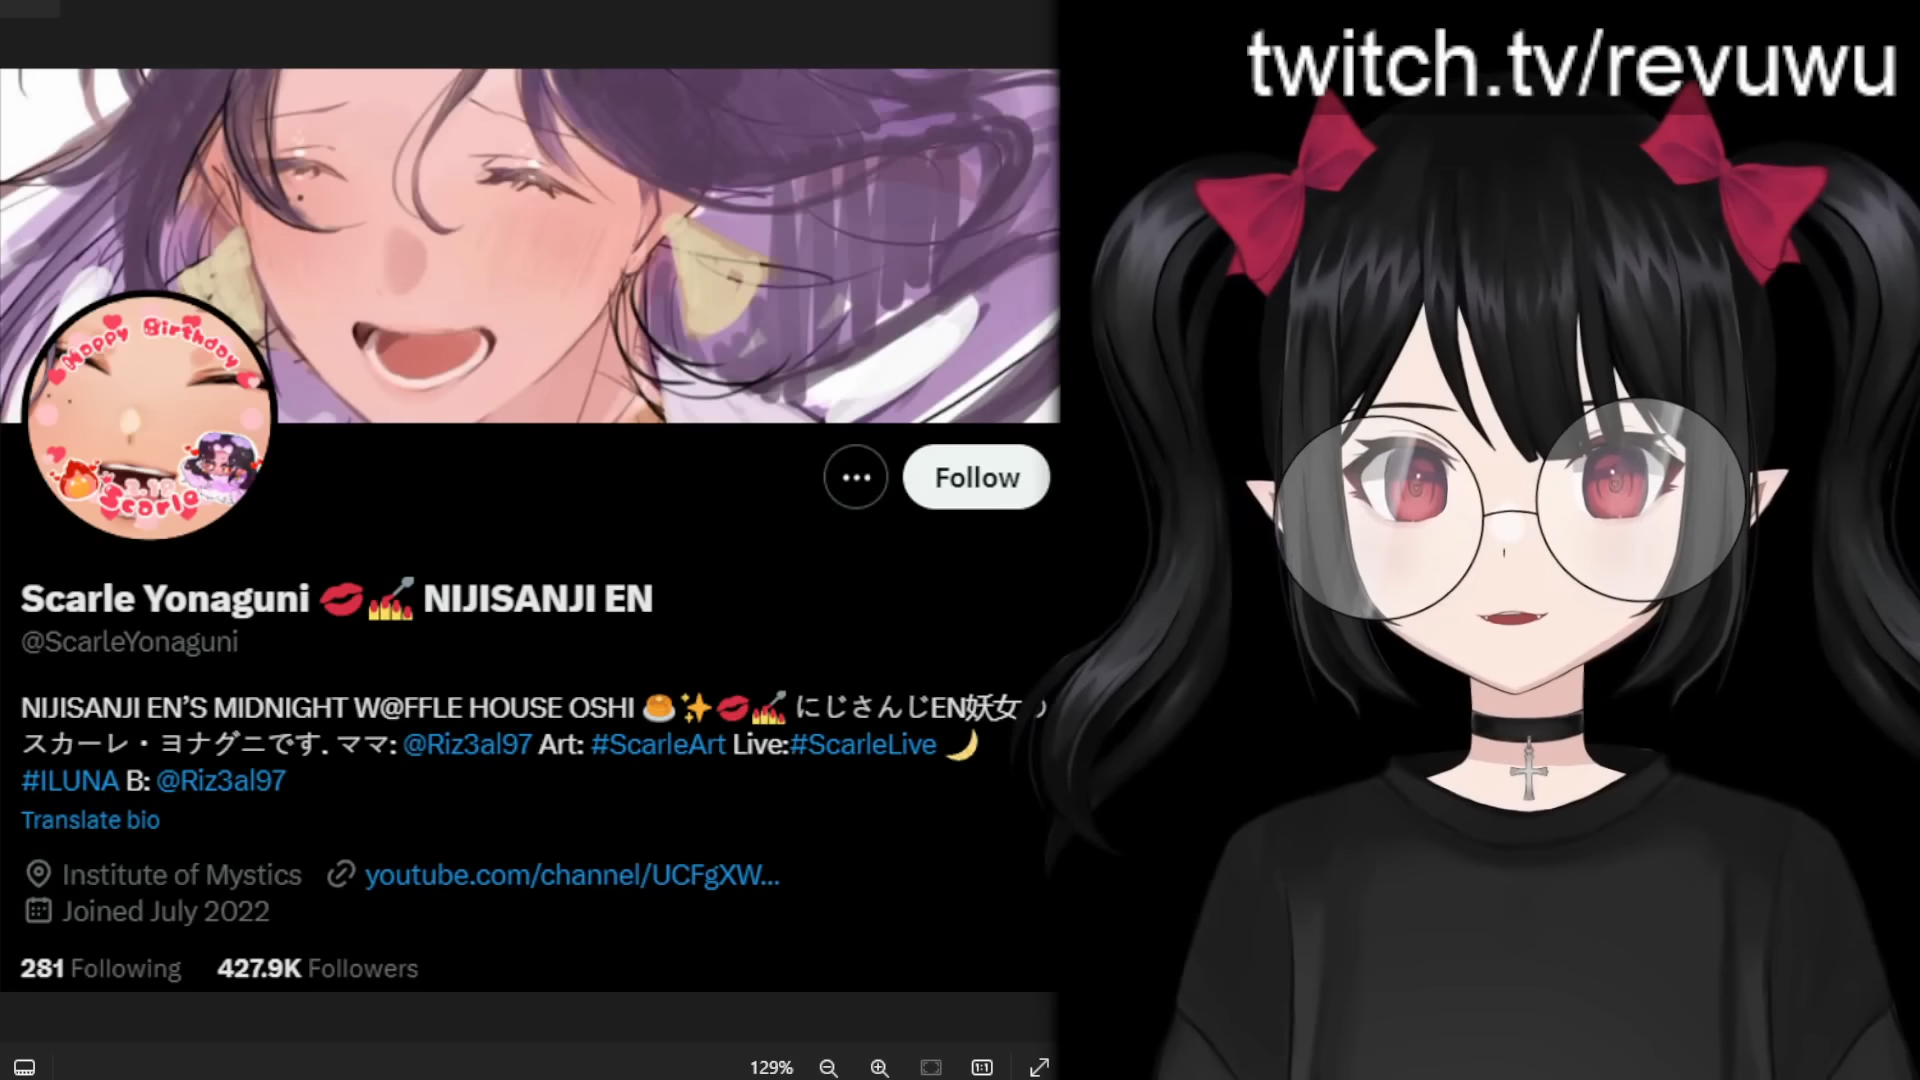 twitch.tv/revuwu
Happy Birthday
Scarle
Follow
Scarle Yonaguni 💋💅 NIJISANJI EN
@ScarleYonaguni
NIJISANJI EN’S MIDNIGHT W@FFLE HOUSE OSHI 🍮✨💋💅 にじさんじEN妖女
スカーレ・ヨナグニです. ママ: @Riz3al97 Art: #ScarleArt Live:#ScarleLive 🌙
#ILUNA B: @Riz3al97
Translate bio
Institute of Mystics youtube.com/channel/UCFgXW...
Joined July 2022
281 Following 427.9K Followers
129% 1:1